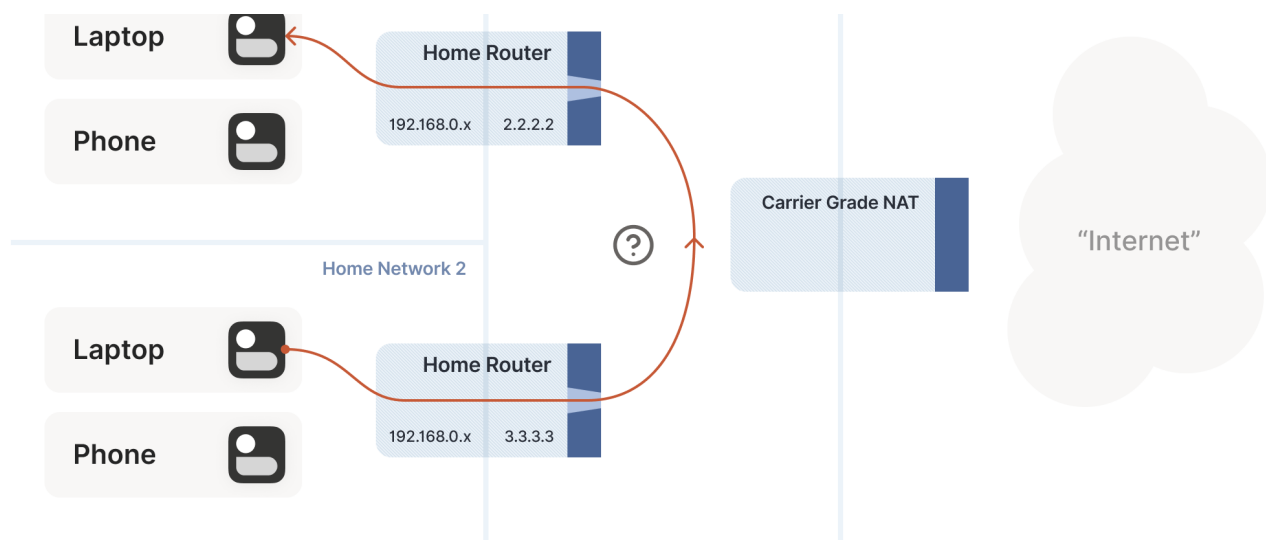 Laptop
Home Router
192.168.0.x 2.2.2.2
Phone
Carrier Grade NAT
“Internet”
?
Home Network 2
Laptop
Home Router
192.168.0.x 3.3.3.3
Phone